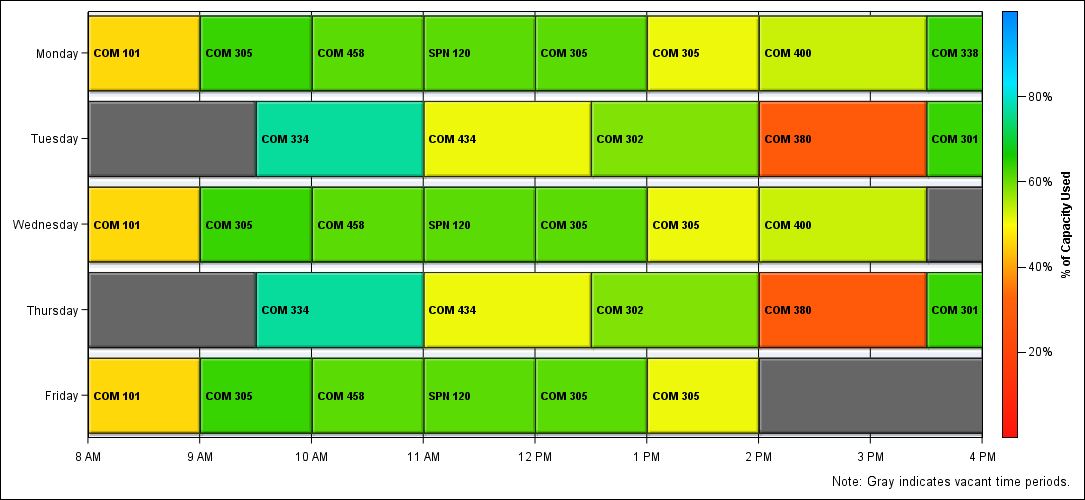 Monday COM 101 COM 305 COM 458 SPN 120 COM 305 COM 305 COM 400 COM 338
Tuesday COM 334 COM 434 COM 302 COM 380 COM 301
Wednesday COM 101 COM 305 COM 458 SPN 120 COM 305 COM 305 COM 400
Thursday COM 334 COM 434 COM 302 COM 380 COM 301
Friday COM 101 COM 305 COM 458 SPN 120 COM 305 COM 305
8 AM 9 AM 10 AM 11 AM 12 PM 1 PM 2 PM 3 PM 4 PM
80%
60%
40%
20%
% of Capacity Used
Note: Gray indicates vacant time periods.